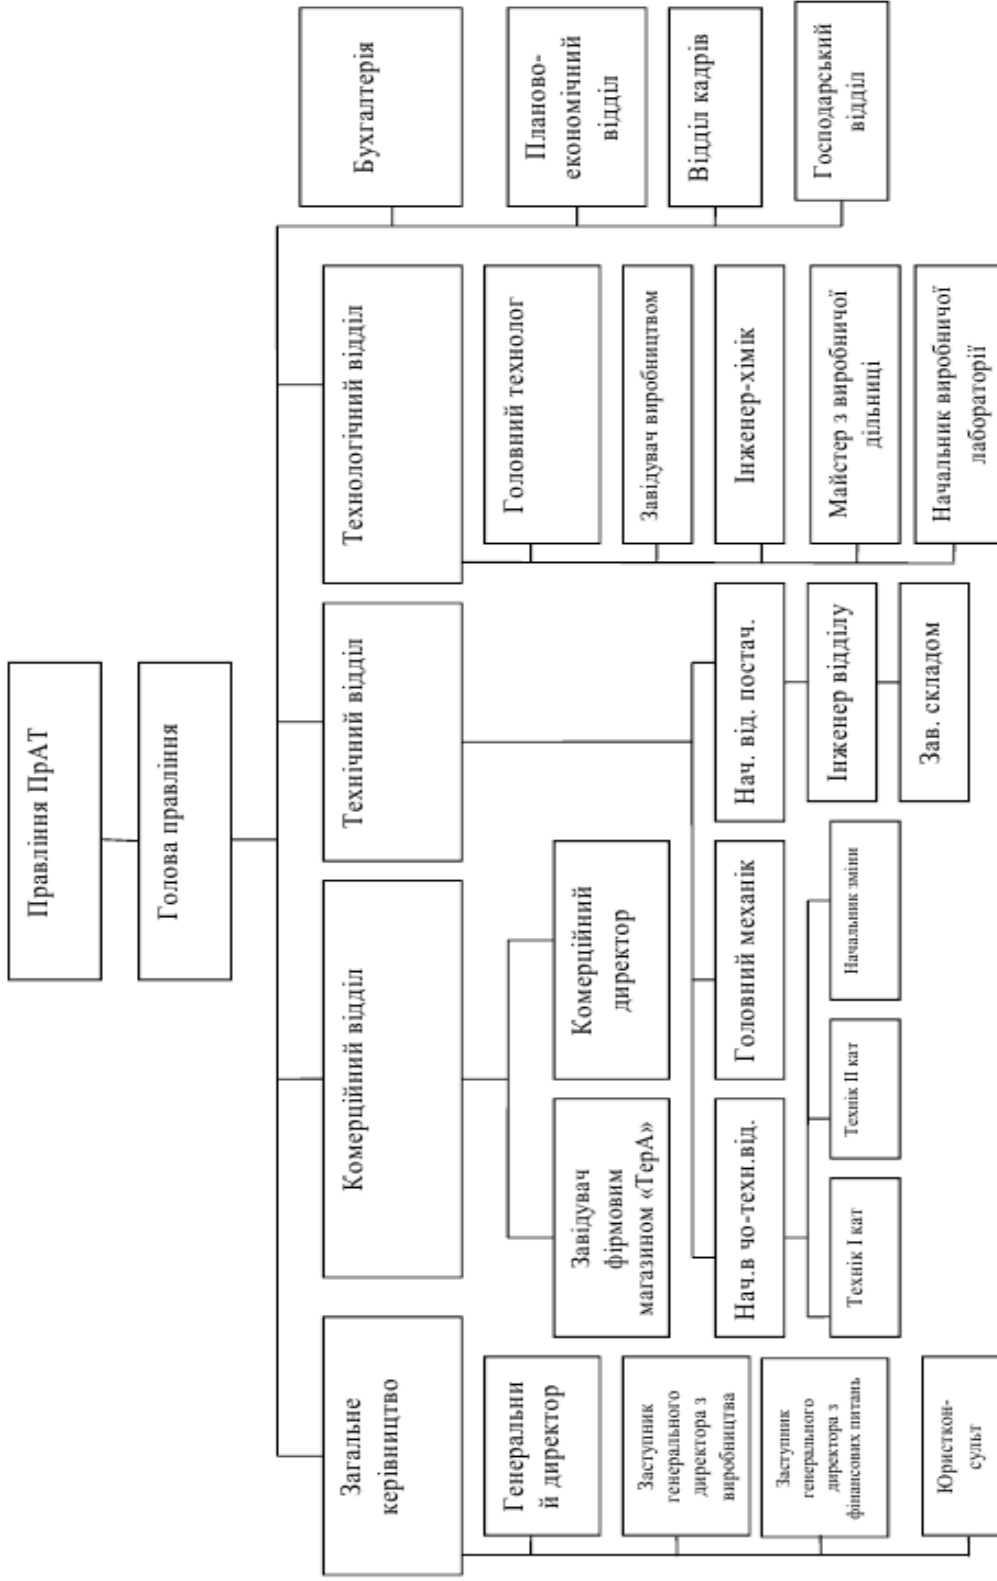 Правління ПрАТ
Голова правління
Загальне
керівництво
Комерційний відділ
Технічний відділ
Технологічний відділ
Бухгалтерія
Планово-
економічний
відділ
Відділ кадрів
Господарський
відділ
Генеральни
й директор
Заступник
генерального
директора з
виробництва
Заступник
генерального
директора з
фінансових питань
Юристкон-
сульт
Завідувач
фірмовим
магазином «ТерА»
Комерційний
директор
Нач.в чо-техн.від.
Головний механік
Нач. від. постач.
Технік І кат
Технік ІІ кат
Начальник зміни
Інженер відділу
Зав. складом
Головний технолог
Завідувач виробництвом
Інженер-хімік
Майстер з виробничої
дільниці
Начальник виробничої
лабораторії